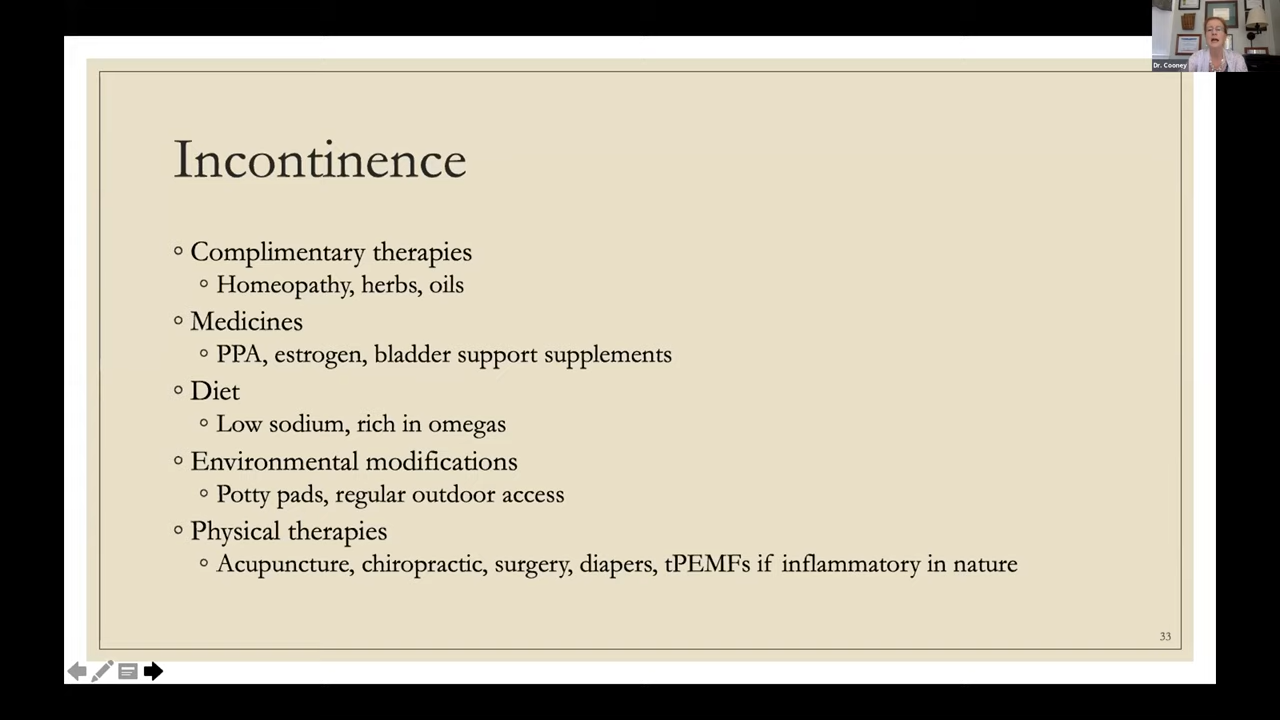 Dr. Cooney
Incontinence
◦ Complimentary therapies
◦ Homeopathy, herbs, oils
◦ Medicines
◦ PPA, estrogen, bladder support supplements
◦ Diet
◦ Low sodium, rich in omegas
◦ Environmental modifications
◦ Potty pads, regular outdoor access
◦ Physical therapies
◦ Acupuncture, chiropractic, surgery, diapers, tPEMFs if inflammatory in nature
33